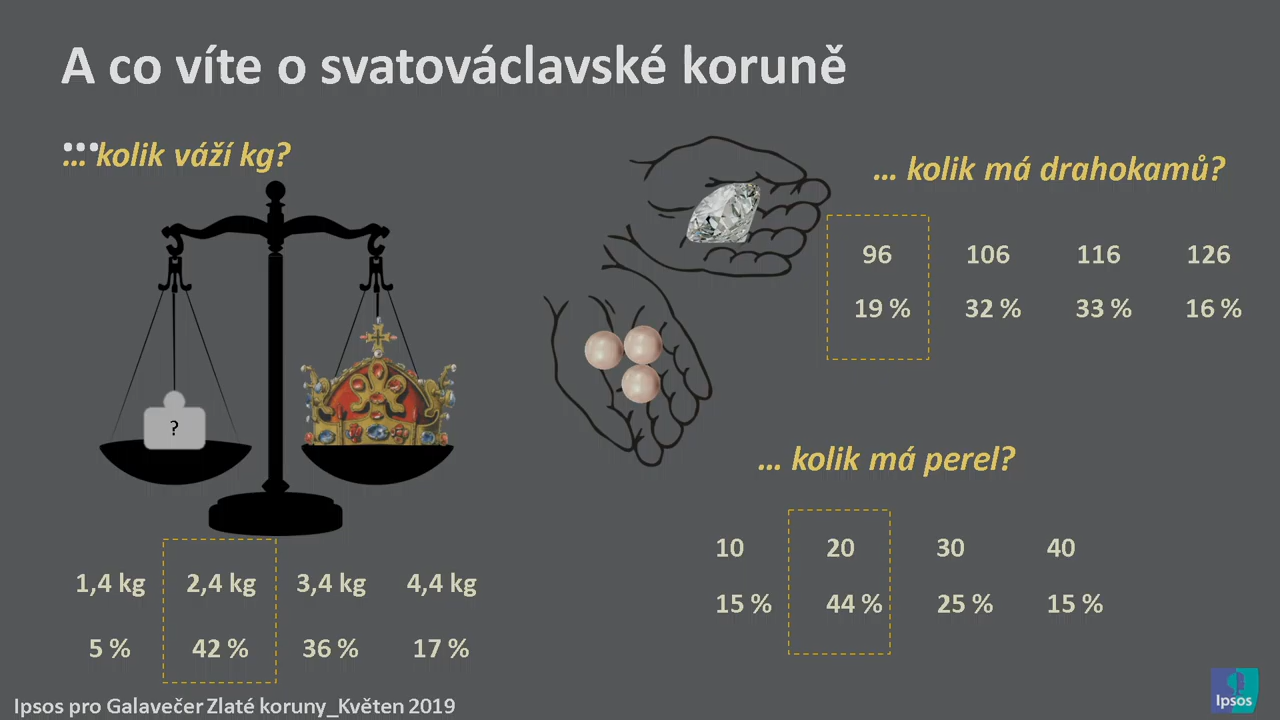 A co víte o svatováclavské koruně
...
… kolik váží kg?
?
1,4 kg 2,4 kg 3,4 kg 4,4 kg
5 % 42 % 36 % 17 %
… kolik má drahokamů?
96 106 116 126
19 % 32 % 33 % 16 %
… kolik má perel?
10 20 30 40
15 % 44 % 25 % 15 %
Ipsos pro Galavečer Zlaté koruny_Květen 2019
Ipsos